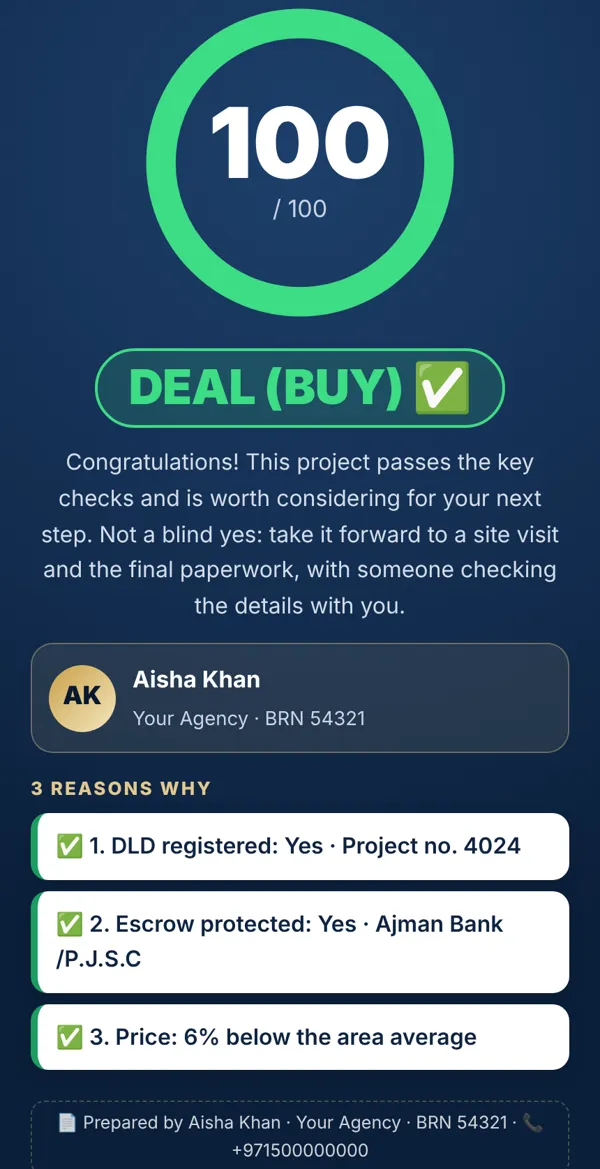 100
/ 100
DEAL (BUY) ✅
Congratulations! This project passes the key
checks and is worth considering for your next
step. Not a blind yes: take it forward to a site visit
and the final paperwork, with someone checking
the details with you.
AK
Aisha Khan
Your Agency · BRN 54321
3 REASONS WHY
✅ 1. DLD registered: Yes · Project no. 4024
✅ 2. Escrow protected: Yes · Ajman Bank
/P.J.S.C
✅ 3. Price: 6% below the area average
📄 Prepared by Aisha Khan · Your Agency · BRN 54321 · 📞
+971500000000